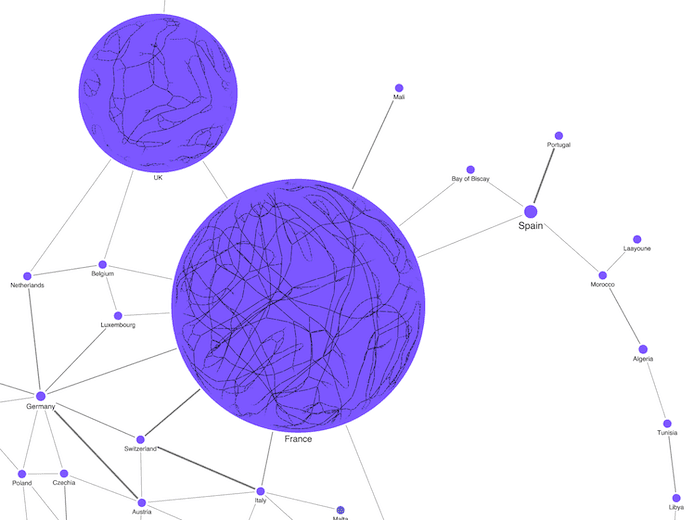 UK
Mali
Portugal
Bay of Biscay
Spain
Laayoune
Morocco
Netherlands
Belgium
Luxembourg
Algeria
Germany
Tunisia
France
Switzerland
Poland
Czechia
Italy
Libya
Austria
Malta